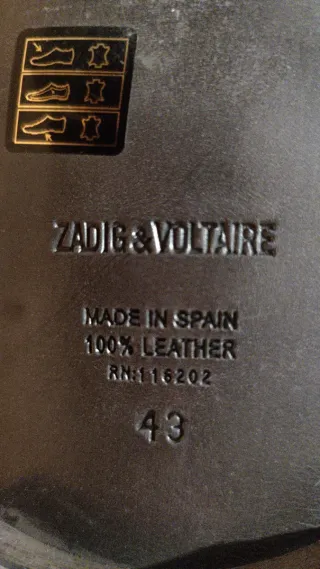 ZADIG & VOLTAIRE
MADE IN SPAIN
100% LEATHER
RN:116202
43